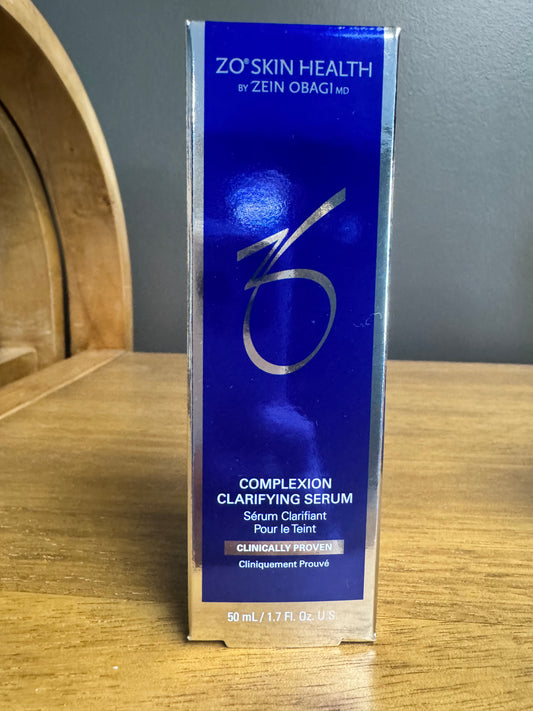 ZO® SKIN HEALTH
BY ZEIN OBAGI MD
COMPLEXION
CLARIFYING SERUM
Sérum Clarifiant
Pour le Teint
CLINICALLY PROVEN
Cliniquement Prouvé
50 mL / 1.7 Fl. Oz. U.S.